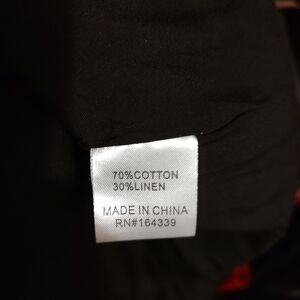 70%COTTON
30%LINEN
MADE IN CHINA
RN#164339